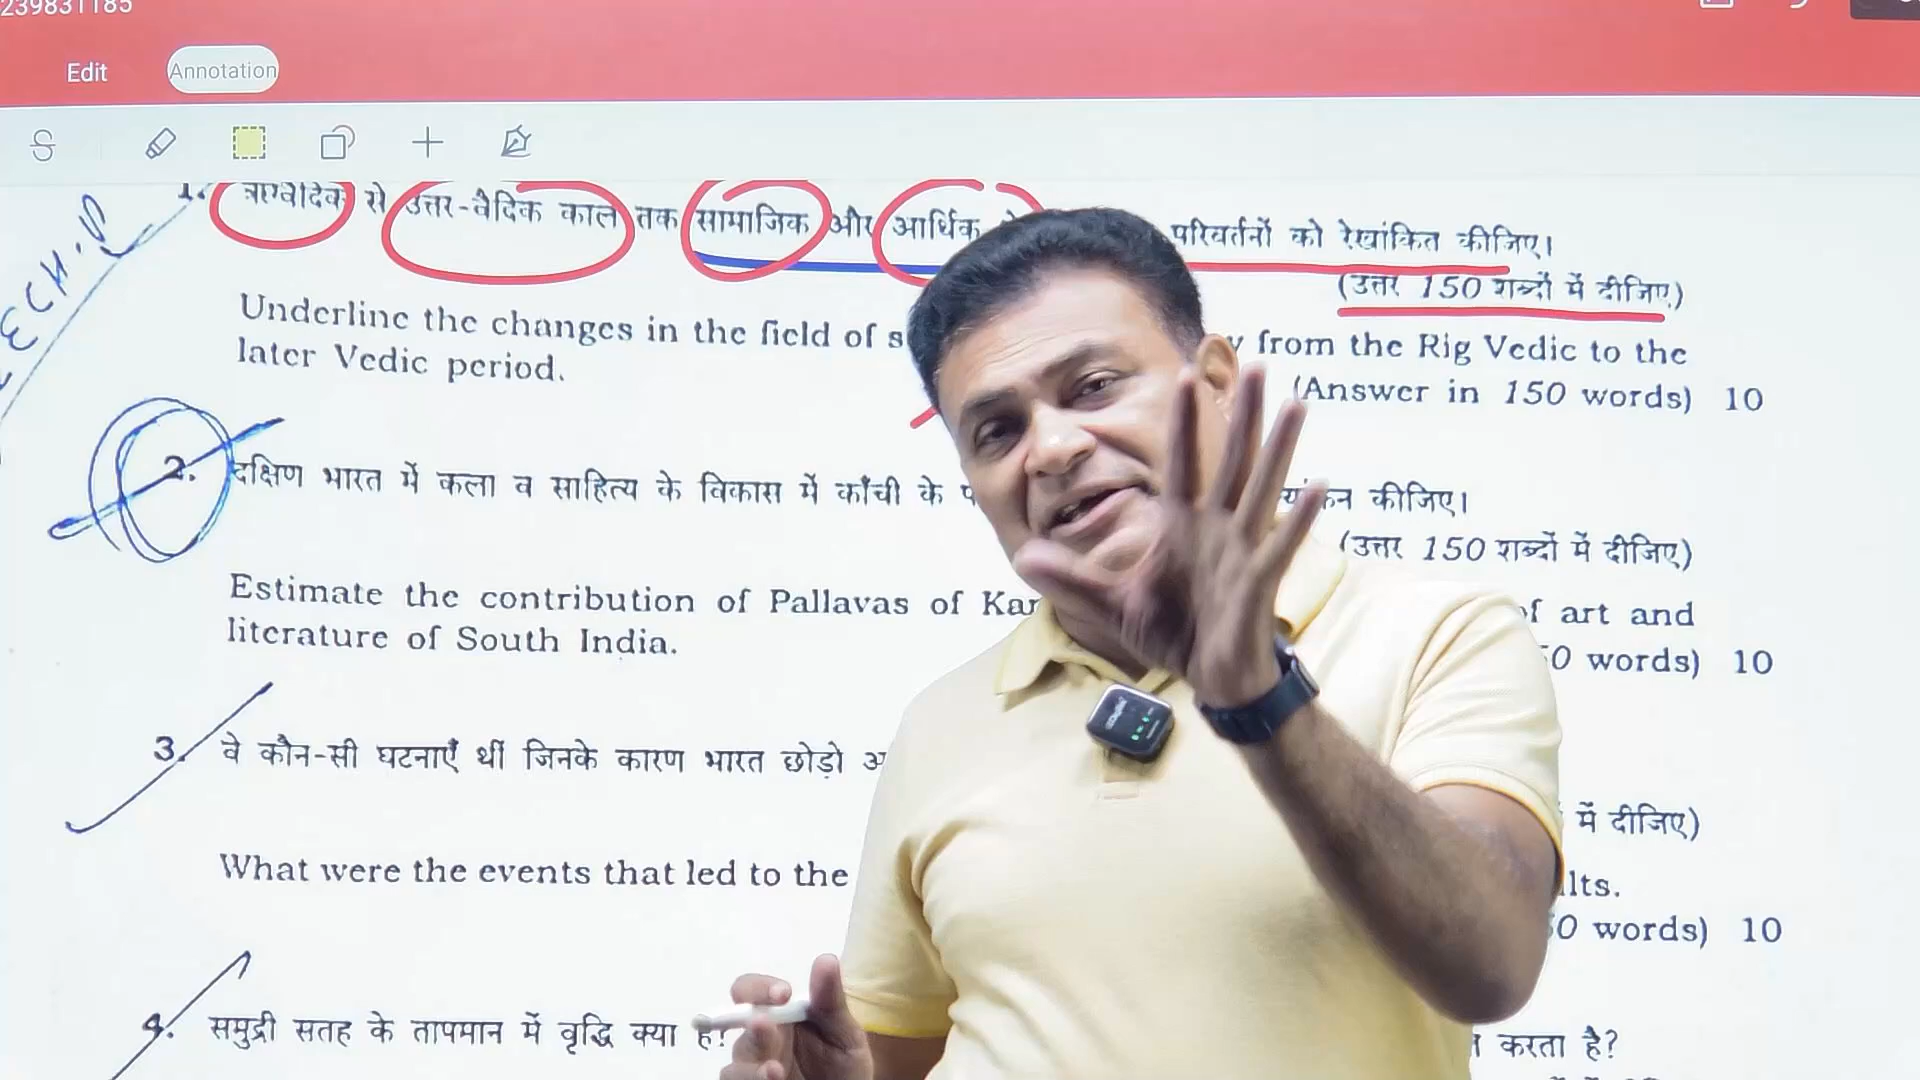 239831185
Edit Annotation
1. ऋग्वैदिक से उत्तर-वैदिक काल तक सामाजिक और आर्थिक परिवर्तनों को रेखांकित कीजिए।
(उत्तर 150 शब्दों में दीजिए)
Underline the changes in the field of from the Rig Vedic to the
later Vedic period. (Answer in 150 words) 10
2. दक्षिण भारत में कला व साहित्य के विकास में काँची के कीजिए।
(उत्तर 150 शब्दों में दीजिए)
Estimate the contribution of Pallavas of of art and
literature of South India. words) 10
3. वे कौन-सी घटनाएँ थीं जिनके कारण भारत छोड़ो
में दीजिए)
What were the events that led to the
words) 10
4. समुद्री सतह के तापमान में वृद्धि क्या है? करता है?